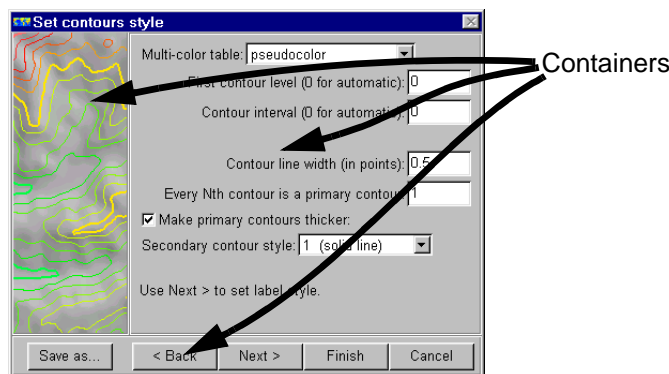 Set contours style
Multi-color table: pseudocolor
First contour level (0 for automatic): 0
Contour interval (0 for automatic): 0
Contour line width (in points): 0.5
Every Nth contour is a primary contour: 1
Make primary contours thicker:
Secondary contour style: 1 (solid line)
Use Next > to set label style.
Save as... < Back Next > Finish Cancel
Containers